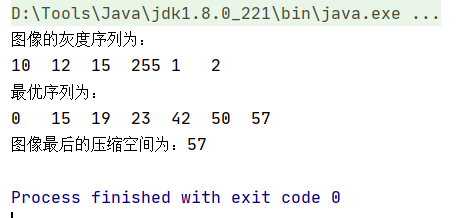 D:\Tools\Java\jdk1.8.0_221\bin\java.exe ...
图像的灰度序列为:
10 12 15 255 1 2
最优序列为:
0 15 19 23 42 50 57
图像最后的压缩空间为: 57
Process finished with exit code 0